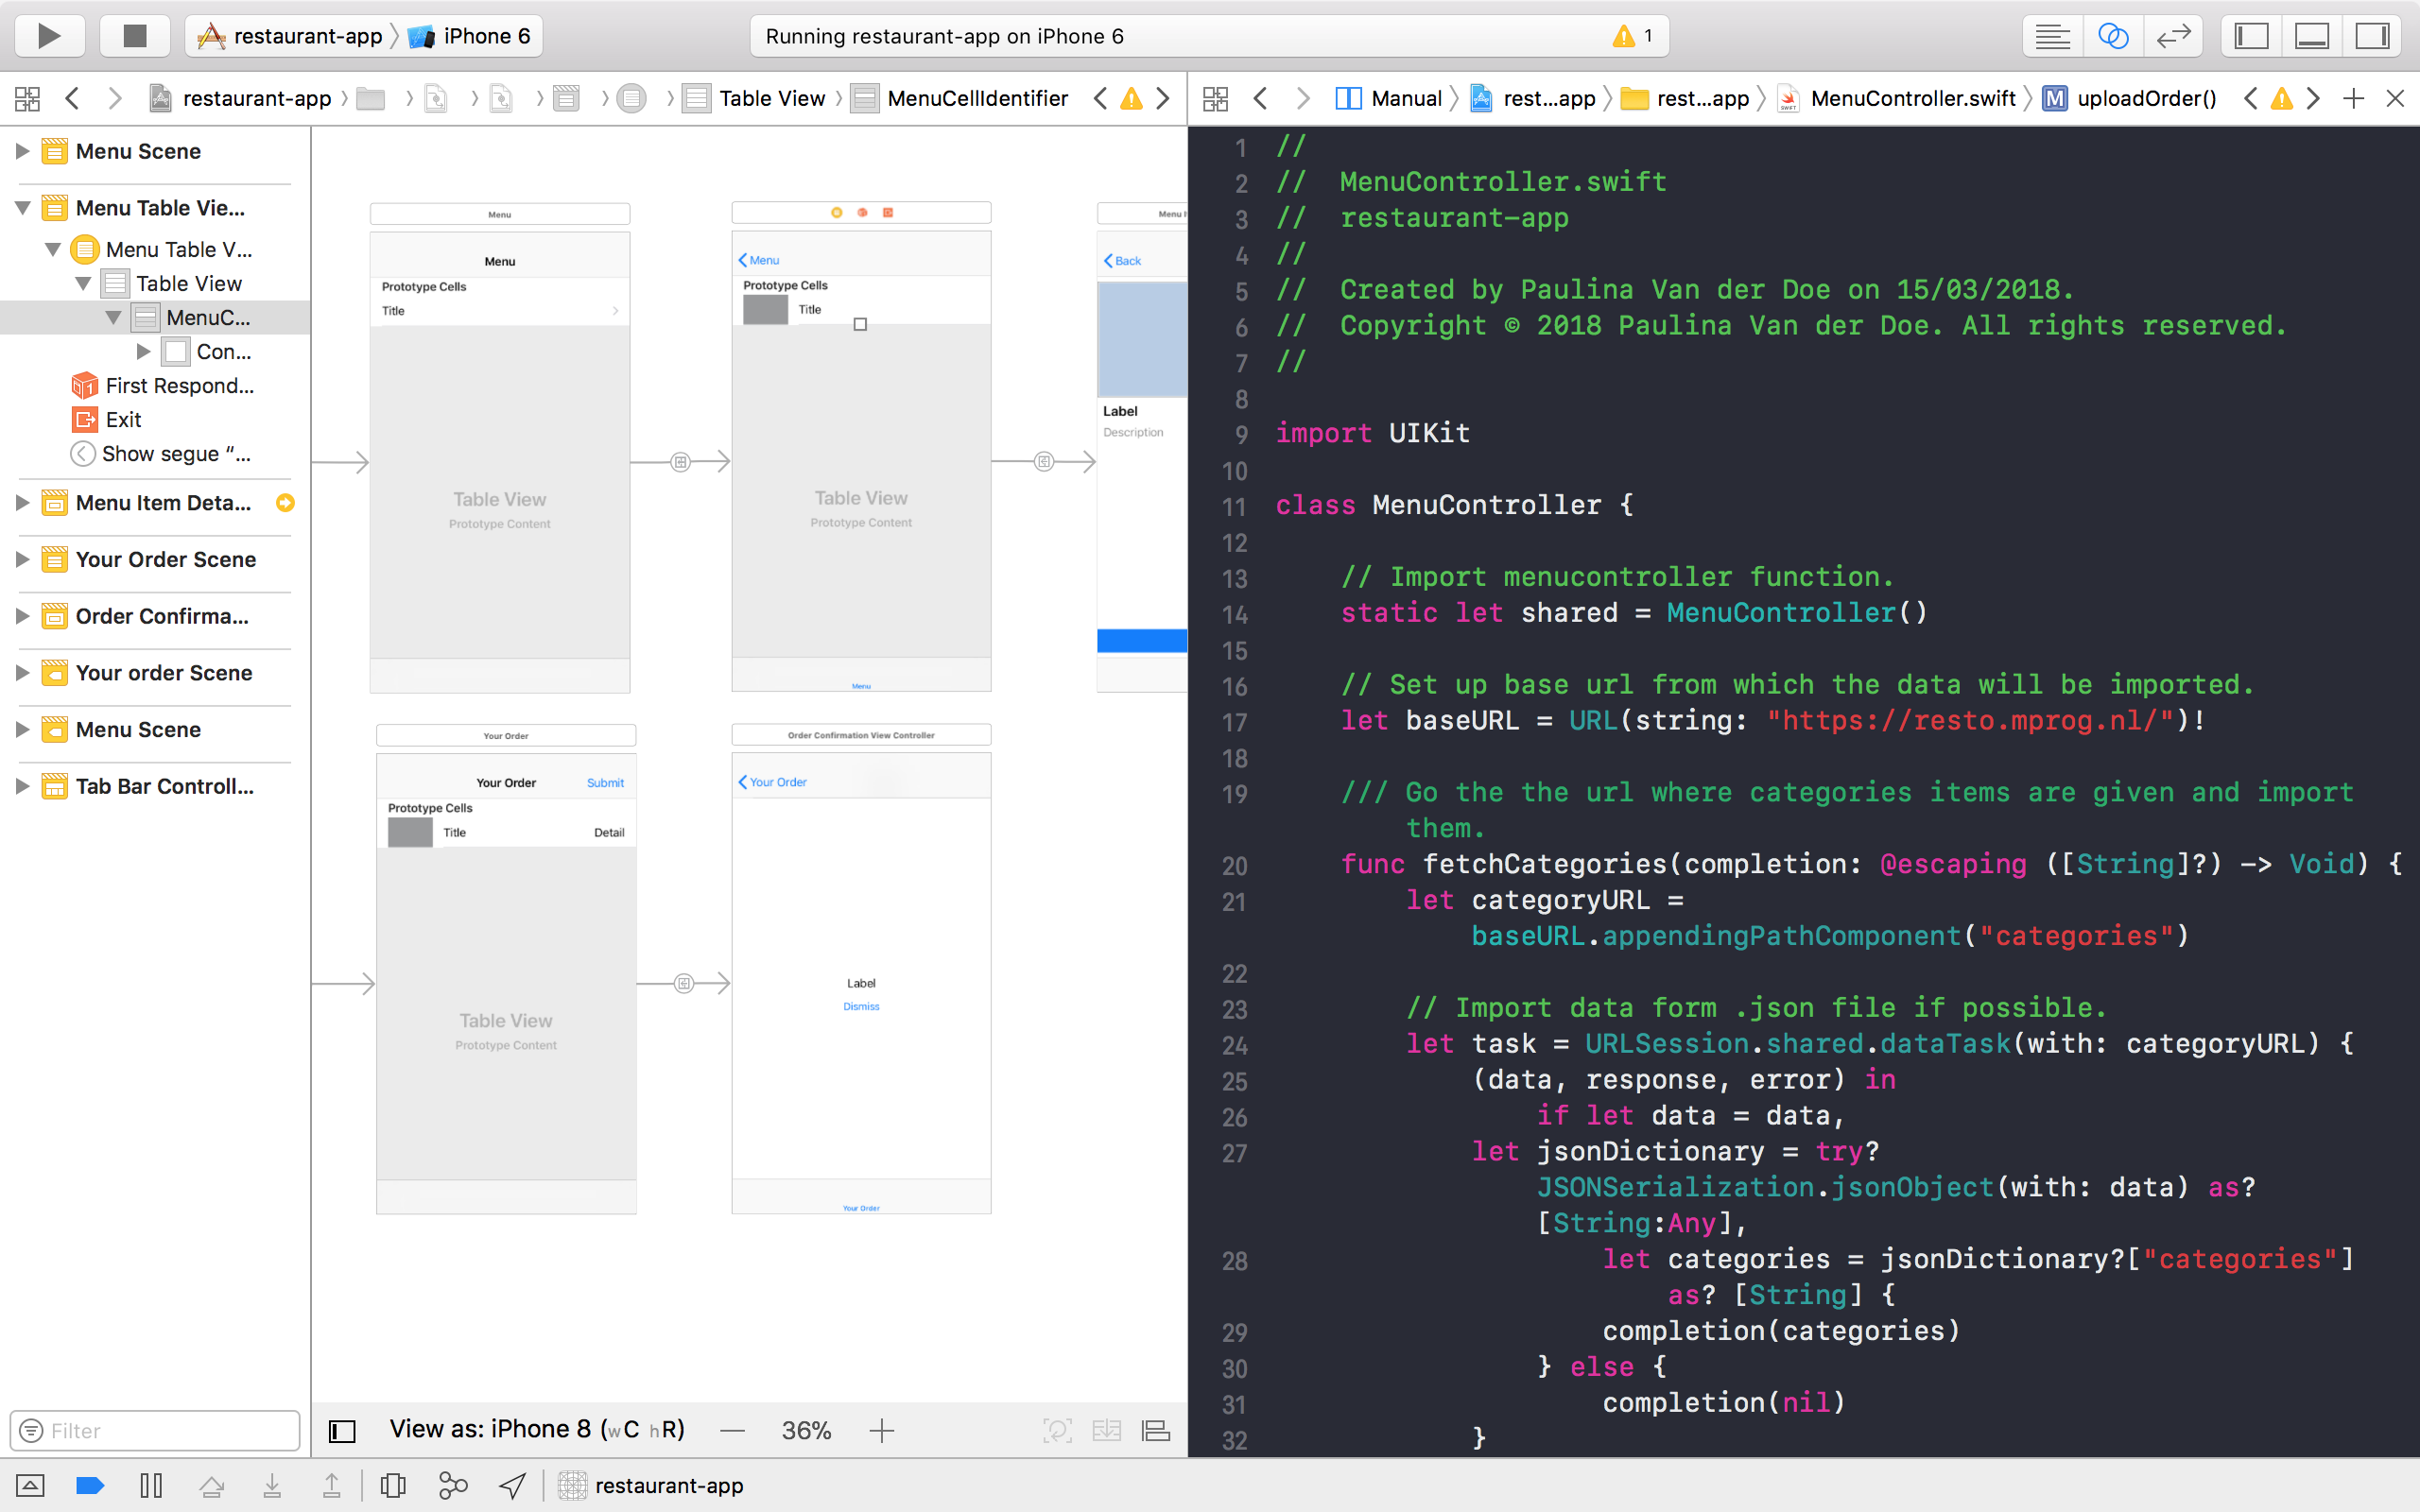 restaurant-app
iPhone 6
Running restaurant-app on iPhone 6
1
restaurant-app
Table View
MenuCellIdentifier
Manual
rest...app
rest...app
MenuController.swift
M
uploadOrder()
Menu Scene
Menu Table Vie...
Menu Table V...
Table View
MenuC...
Con...
First Respond...
Exit
Show segue “...
Menu Item Deta...
Your Order Scene
Order Confirma...
Your order Scene
Menu Scene
Tab Bar Controll...
Filter
Menu
Menu
Prototype Cells
Title
Table View
Prototype Content
Menu
Prototype Cells
Title
Table View
Prototype Content
Menu
Back
Label
Description
Your Order
Your Order
Submit
Prototype Cells
Title
Detail
Table View
Prototype Content
Order Confirmation View Controller
Your Order
Label
Dismiss
Your Order
View as: iPhone 8 (wC hR)
36%
1 //
2 //  MenuController.swift
3 //  restaurant-app
4 //
5 //  Created by Paulina Van der Doe on 15/03/2018.
6 //  Copyright © 2018 Paulina Van der Doe. All rights reserved.
7 //
8
9 import UIKit
10
11 class MenuController {
12
13     // Import menucontroller function.
14     static let shared = MenuController()
15
16     // Set up base url from which the data will be imported.
17     let baseURL = URL(string: "https://resto.mprog.nl/")!
18
19     /// Go the the url where categories items are given and import
them.
20     func fetchCategories(completion: @escaping ([String]?) -> Void) {
21         let categoryURL =
baseURL.appendingPathComponent("categories")
22
23         // Import data form .json file if possible.
24         let task = URLSession.shared.dataTask(with: categoryURL) {
25             (data, response, error) in
26                 if let data = data,
27             let jsonDictionary = try?
JSONSerialization.jsonObject(with: data) as?
[String:Any],
28                     let categories = jsonDictionary?["categories"]
as? [String] {
29                     completion(categories)
30                 } else {
31                     completion(nil)
32             }
restaurant-app